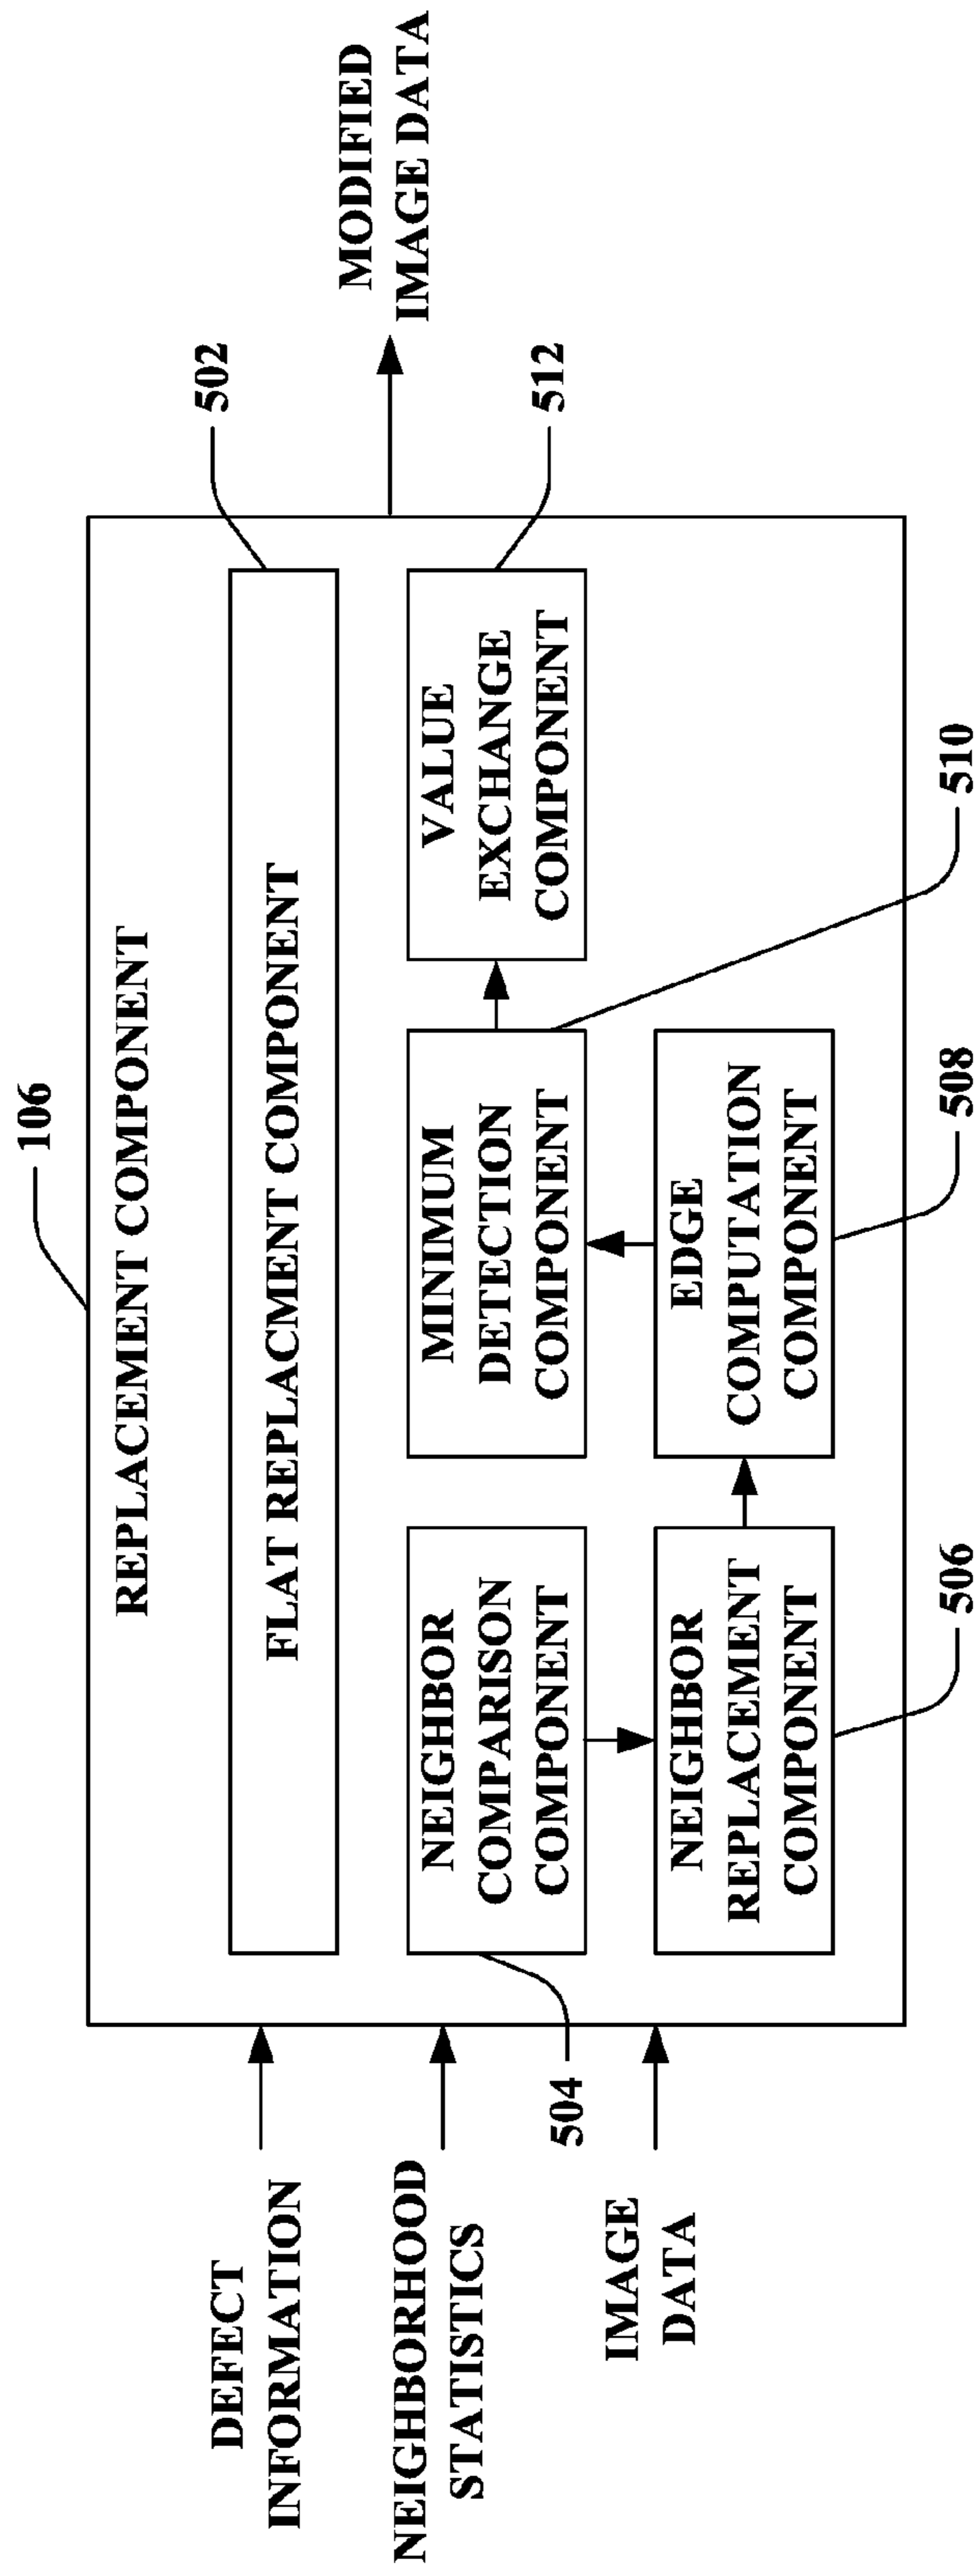 106
REPLACEMENT COMPONENT
502
FLAT REPLACMENT COMPONENT
DEFECT
INFORMATION
NEIGHBORHOOD
STATISTICS
IMAGE
DATA
504
NEIGHBOR
COMPARISON
COMPONENT
MINIMUM
DETECTION
COMPONENT
VALUE
EXCHANGE
COMPONENT
512
MODIFIED
IMAGE DATA
NEIGHBOR
REPLACEMENT
COMPONENT
EDGE
COMPUTATION
COMPONENT
506
508
510